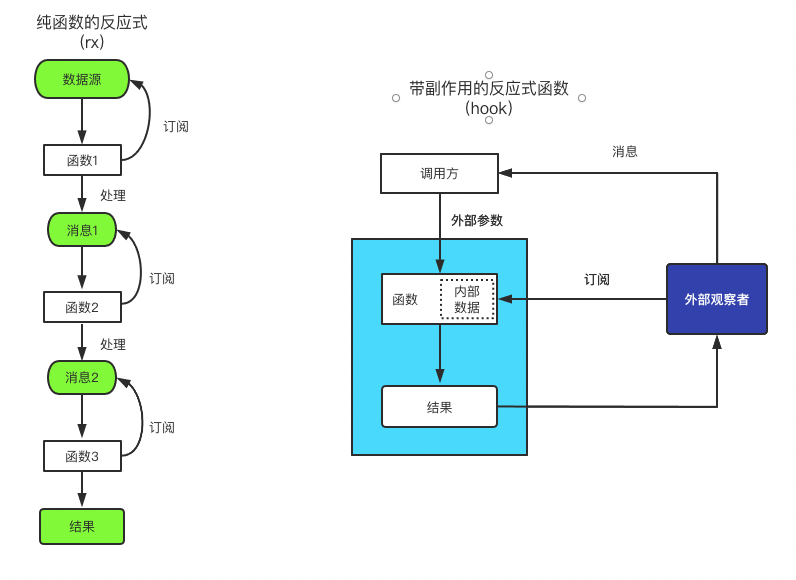 纯函数的反应式
(rx)
数据源
订阅
函数1
处理
消息1
订阅
函数2
处理
消息2
订阅
函数3
结果
带副作用的反应式函数
(hook)
消息
调用方
外部参数
函数
内部
数据
订阅
外部观察者
结果